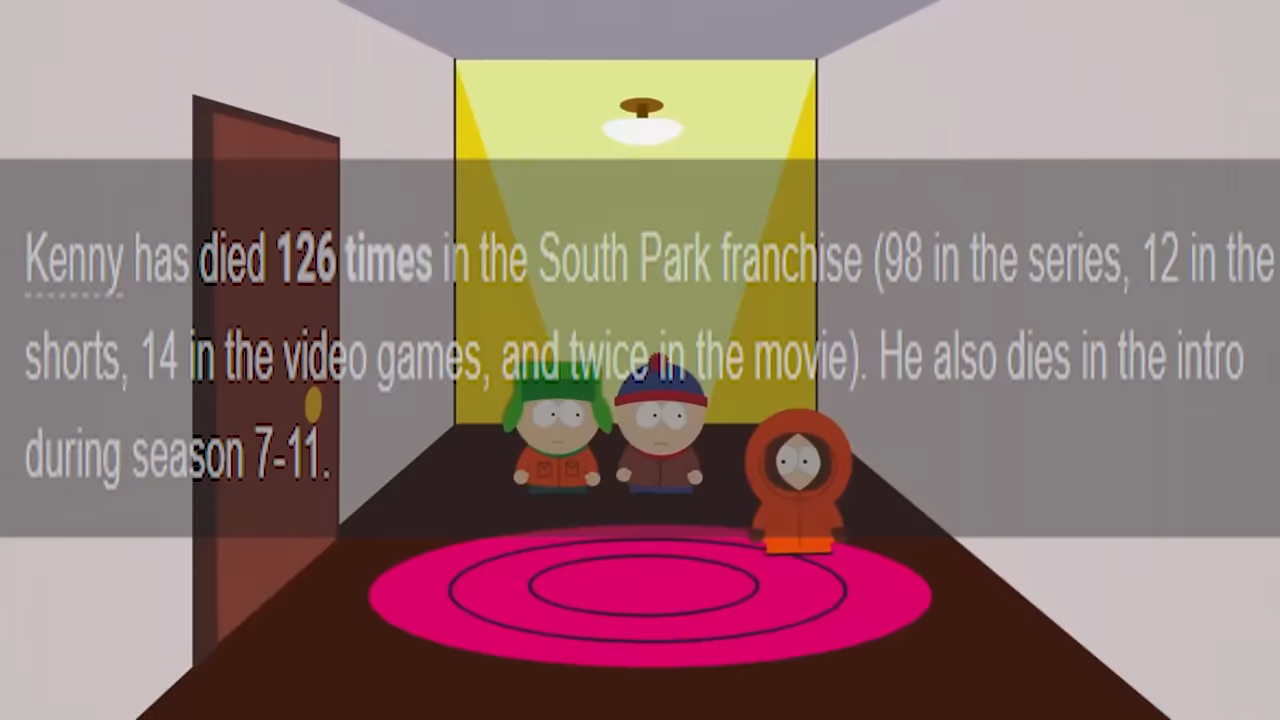 Kenny has died 126 times in the South Park franchise (98 in the series, 12 in the
shorts, 14 in the video games, and twice in the movie). He also dies in the intro
during season 7-11.